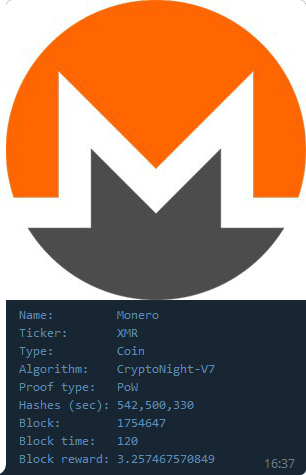 Name: Monero
Ticker: XMR
Type: Coin
Algorithm: CryptoNight-V7
Proof type: PoW
Hashes (sec): 542,500,330
Block: 1754647
Block time: 120
Block reward: 3.257467570849
16:37